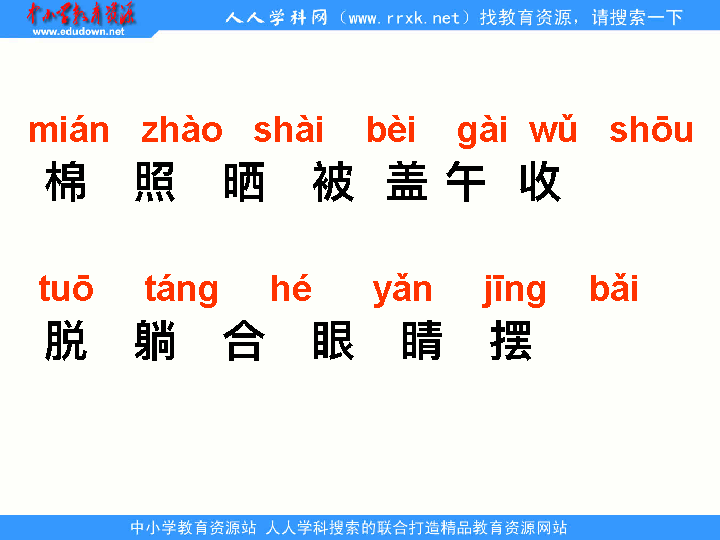 中小学教育资源
www.edudown.net
人人学科网（www.rrxk.net）找教育资源，请搜索一下
mián zhào shài bèi gài wǔ shōu
棉 照 晒 被 盖 午 收
tuō táng hé yǎn jīng bǎi
脱 躺 合 眼 睛 摆
中小学教育资源站 人人学科搜索的联合打造精品教育资源网站